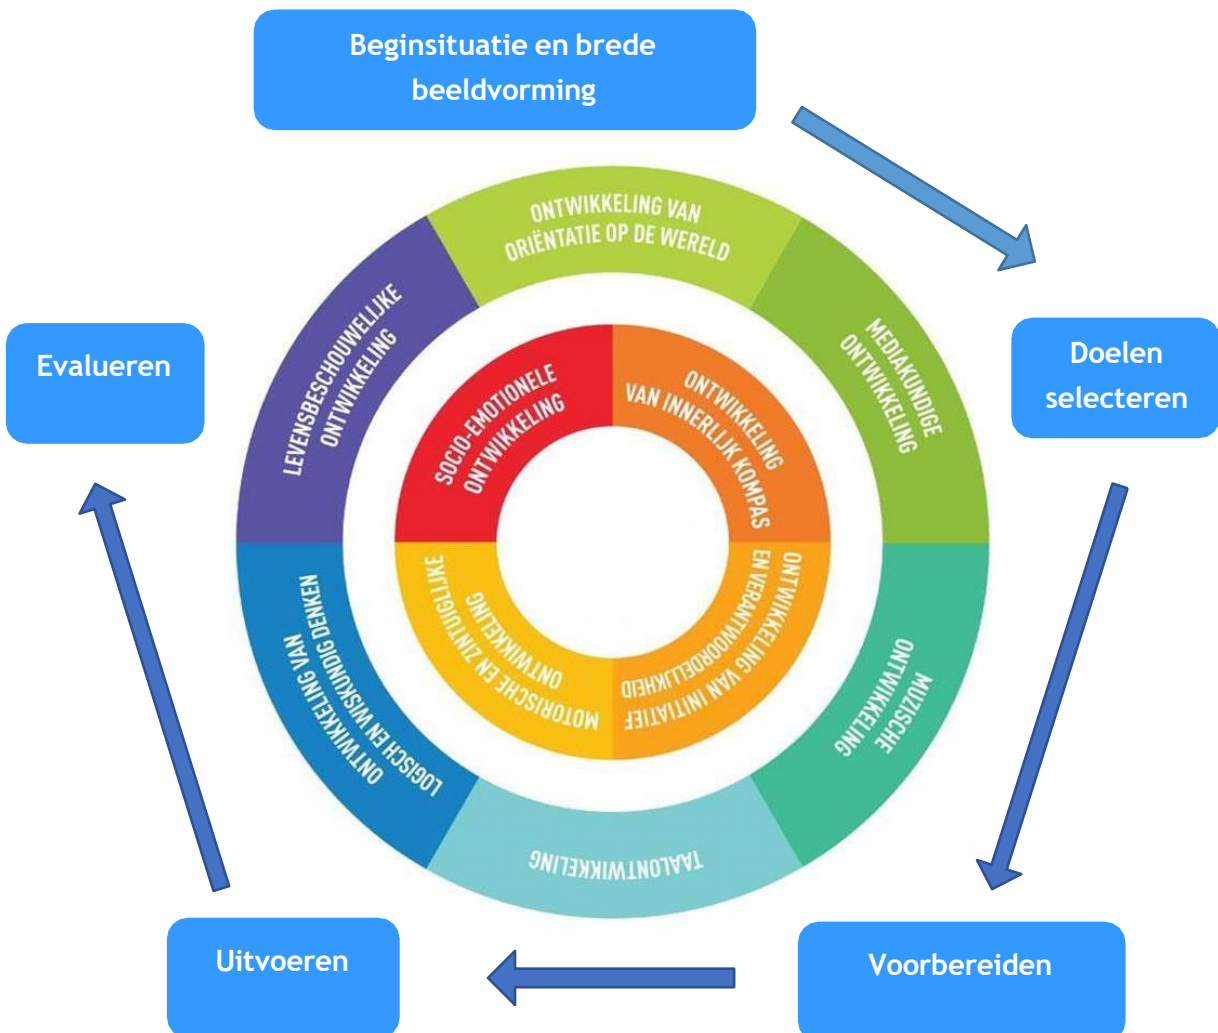 Beginsituatie en brede
beeldvorming
Doelen
selecteren
Voorbereiden
Uitvoeren
Evalueren
ONTWIKKELING VAN
ORIËNTATIE OP DE WERELD
MEDIAKUNDIGE
ONTWIKKELING
MUZISCHE
ONTWIKKELING
TAALONTWIKKELING
ONTWIKKELING VAN
LOGISCH EN WISKUNDIG DENKEN
LEVENSBESCHOUWELIJKE
ONTWIKKELING
SOCIO-EMOTIONELE
ONTWIKKELING
ONTWIKKELING
VAN INNERLIJK KOMPAS
ONTWIKKELING VAN INITIATIEF
EN VERANTWOORDELIJKHEID
MOTORISCHE EN ZINTUIGLIJKE
ONTWIKKELING